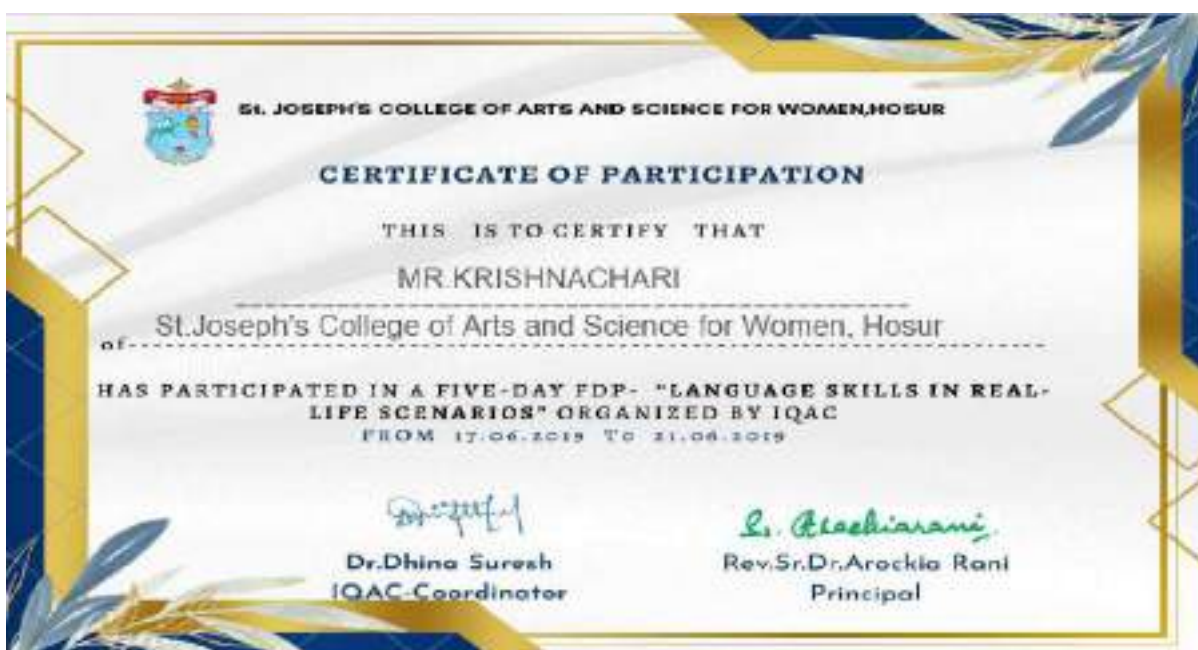 St. JOSEPH'S COLLEGE OF ARTS AND SCIENCE FOR WOMEN,HOSUR
CERTIFICATE OF PARTICIPATION
THIS IS TO CERTIFY THAT
MR.KRISHNACHARI
of St.Joseph's College of Arts and Science for Women, Hosur
HAS PARTICIPATED IN A FIVE-DAY FDP- "LANGUAGE SKILLS IN REAL-
LIFE SCENARIOS" ORGANIZED BY IQAC
FROM 17.06.2019 TO 21.06.2019
Dr.Dhina Suresh
IQAC-Coordinator
Rev.Sr.Dr.Arockia Rani
Principal